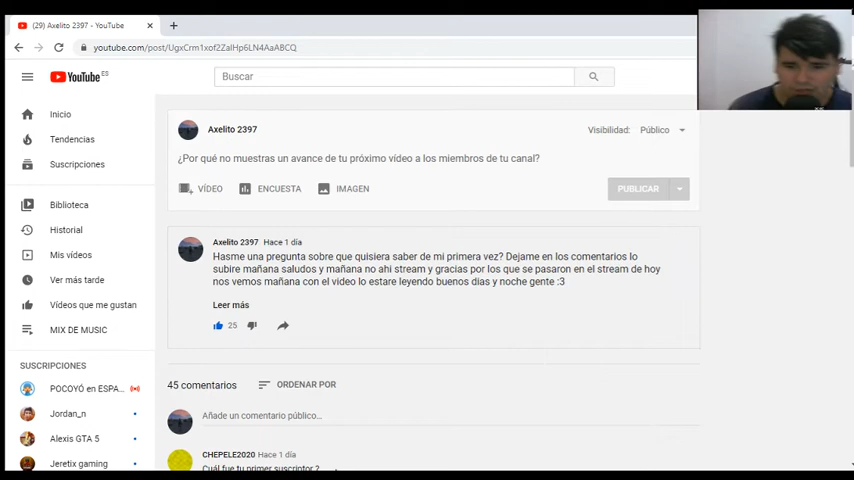 (29) Axelito 2397 - YouTube
youtube.com/post/UgxCrm1xof2ZaIHp6LN4AaABCQ
YouTube ES
Buscar
Inicio
Tendencias
Suscripciones
Biblioteca
Historial
Mis vídeos
Ver más tarde
Vídeos que me gustan
MIX DE MUSIC
SUSCRIPCIONES
POCOYÓ en ESPA...
Jordan_n
Alexis GTA 5
Jeretix gaming
Axelito 2397
Visibilidad: Público
¿Por qué no muestras un avance de tu próximo vídeo a los miembros de tu canal?
VÍDEO ENCUESTA IMAGEN
PUBLICAR
Axelito 2397 Hace 1 día
Hasme una pregunta sobre que quisiera saber de mi primera vez? Dejame en los comentarios lo
subire mañana saludos y mañana no ahi stream y gracias por los que se pasaron en el stream de hoy
nos vemos mañana con el video lo estare leyendo buenos dias y noche gente :3
Leer más
25
45 comentarios ORDENAR POR
Añade un comentario público...
CHEPELE2020 Hace 1 día
Cuál fue tu primer suscriptor ?